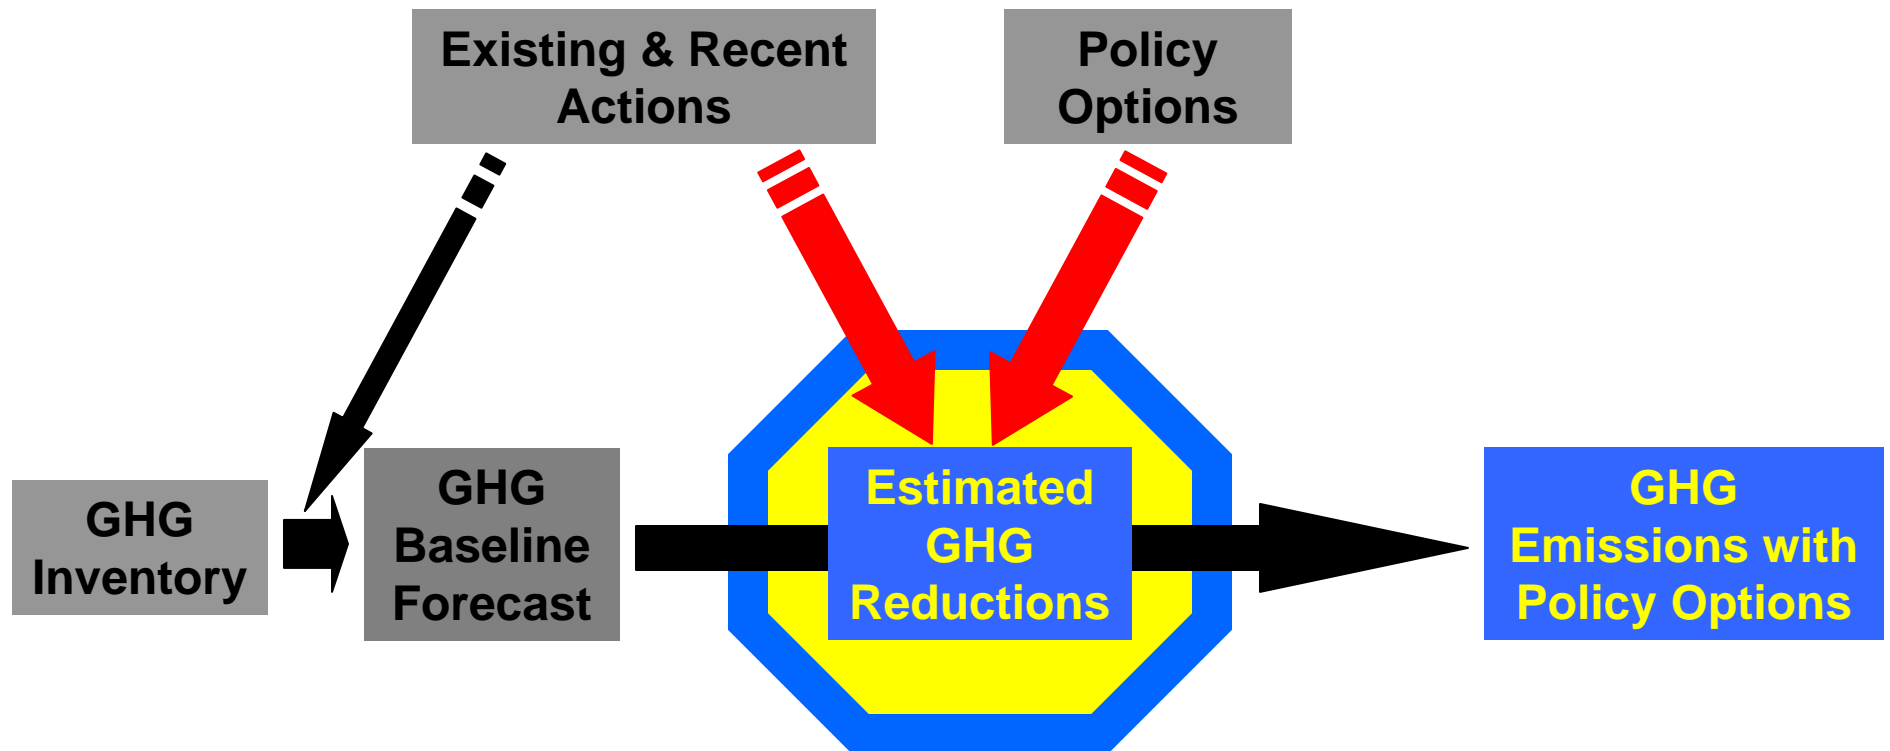 Existing & Recent
Actions
Policy
Options
GHG
Inventory
GHG
Baseline
Forecast
Estimated
GHG
Reductions
GHG
Emissions with
Policy Options